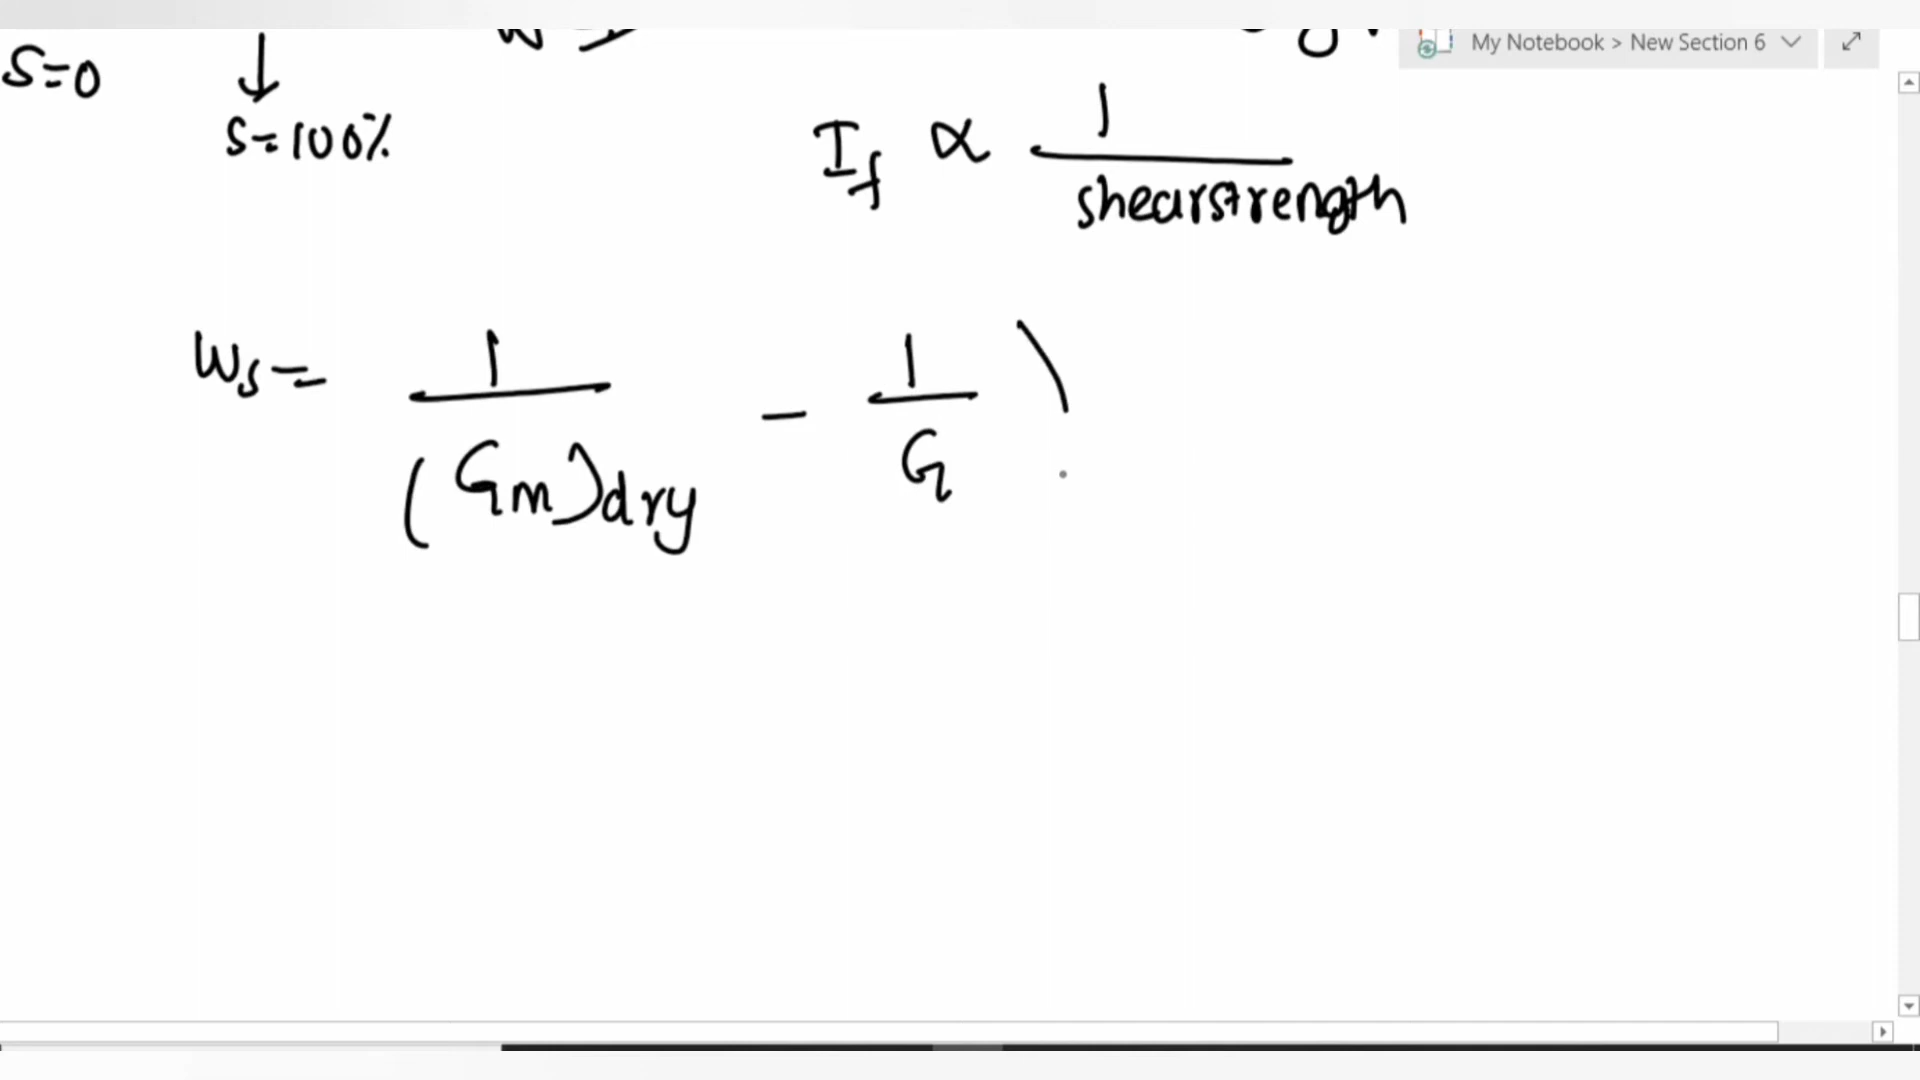 My Notebook > New Section 6
S=0
S=100%
I_f ∝ 1/shearstrength
W_s = 1/(G_m)dry - 1/G )